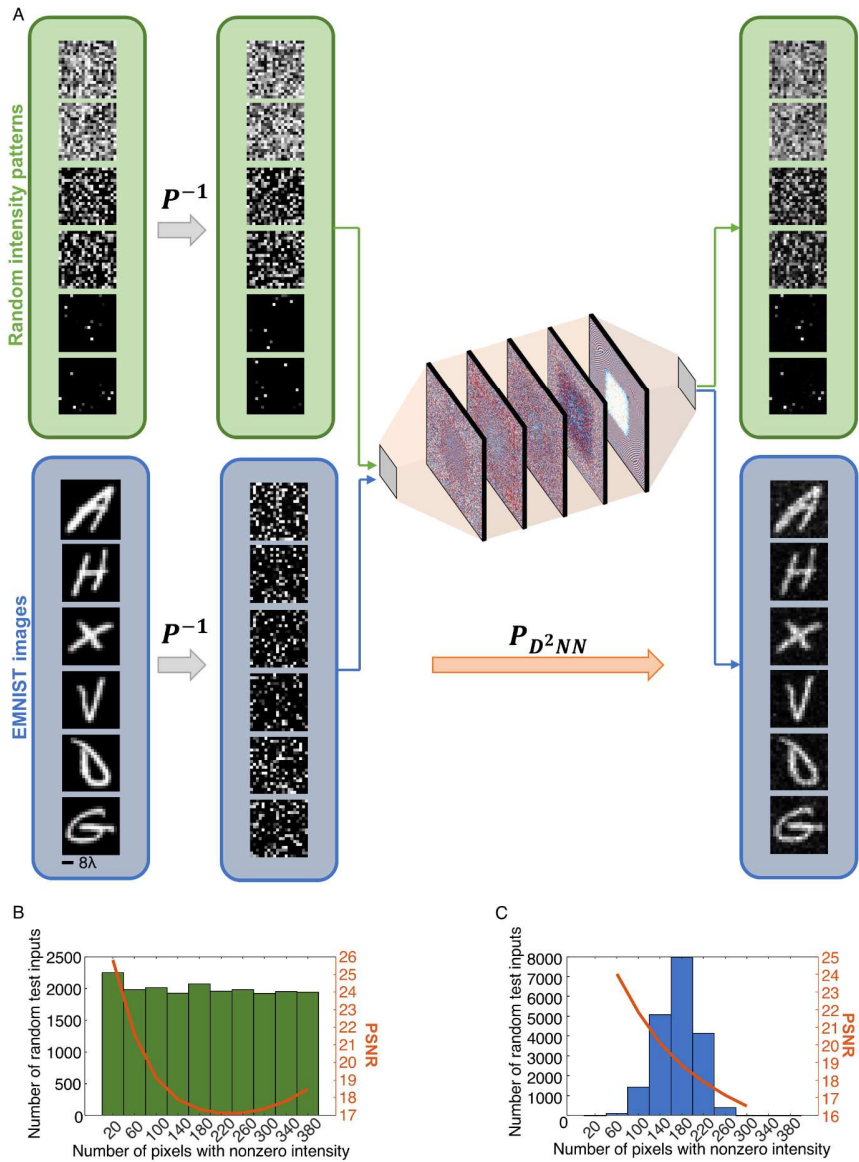 A
Random intensity patterns
P⁻¹
EMNIST images
P⁻¹
P_D²NN
8λ
B
Number of random test inputs
2500
2000
1500
1000
500
0
26
25
24
23
22
21
20
19
18
17
PSNR
20 60 100 140 180 220 260 300 340 380
Number of pixels with nonzero intensity
C
Number of random test inputs
8000
7000
6000
5000
4000
3000
2000
1000
0
25
24
23
22
21
20
19
18
17
16
PSNR
20 60 100 140 180 220 260 300 340 380
Number of pixels with nonzero intensity
A
H
X
V
D
G
A
H
X
V
D
G